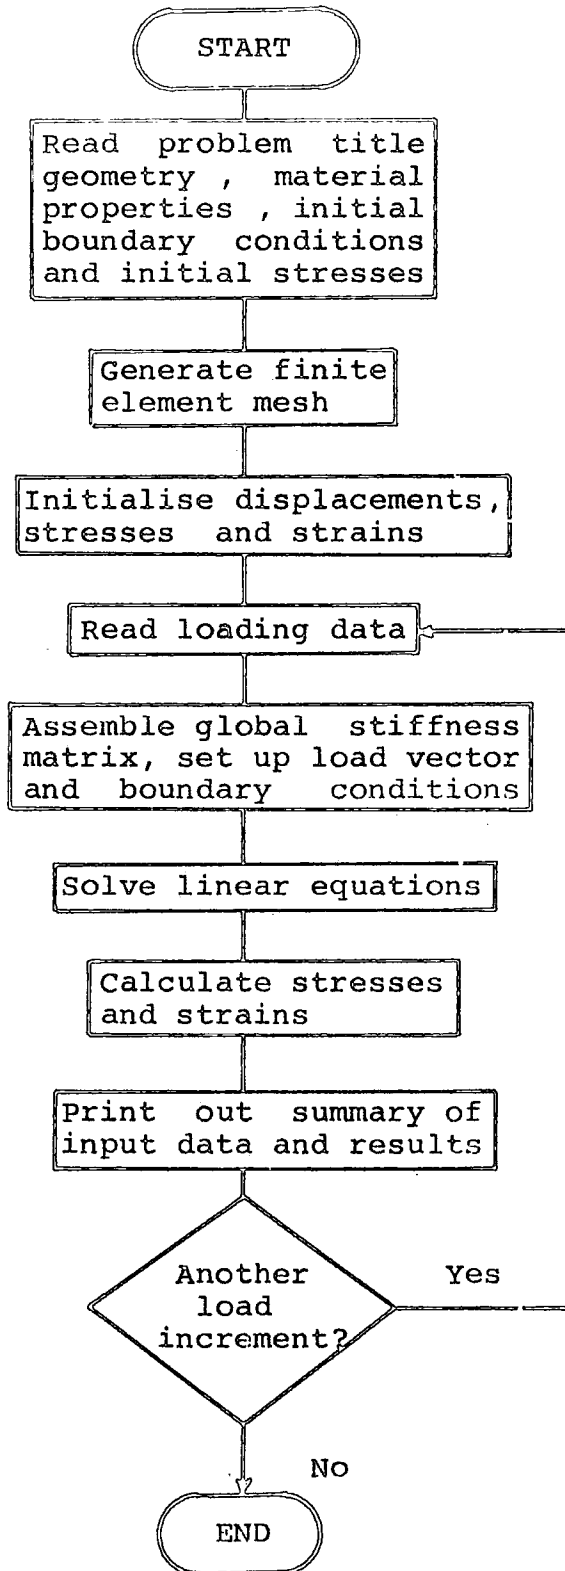 START
Read problem title
geometry , material
properties , initial
boundary conditions
and initial stresses
Generate finite
element mesh
Initialise displacements,
stresses and strains
Read loading data
Assemble global stiffness
matrix, set up load vector
and boundary conditions
Solve linear equations
Calculate stresses
and strains
Print out summary of
input data and results
Another
load
increment?
Yes
No
END